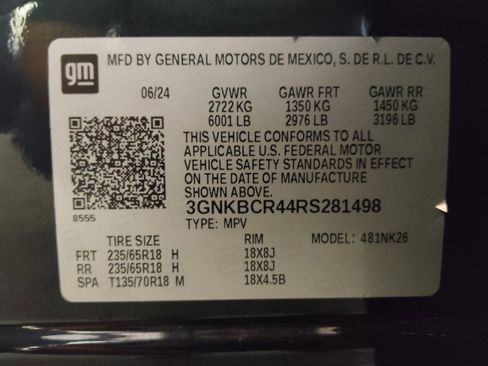 gm MFD BY GENERAL MOTORS DE MEXICO, S. DE R.L. DE C.V.
06/24 GVWR GAWR FRT GAWR RR
2722 KG 1350 KG 1450 KG
6001 LB 2976 LB 3196 LB
THIS VEHICLE CONFORMS TO ALL
APPLICABLE U.S. FEDERAL MOTOR
VEHICLE SAFETY STANDARDS IN EFFECT
ON THE DATE OF MANUFACTURE
SHOWN ABOVE.
8555 3GNKBCR44RS281498
TYPE: MPV
TIRE SIZE RIM MODEL: 481NK26
FRT 235/65R18 H 18X8J
RR 235/65R18 H 18X8J
SPA T135/70R18 M 18X4.5B